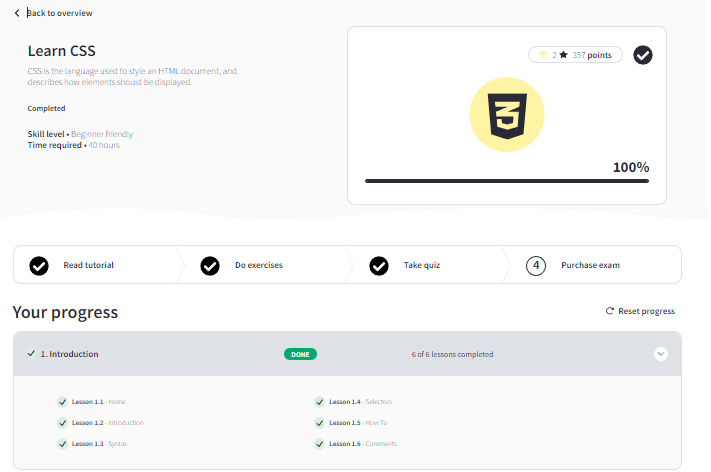 Back to overview
Learn CSS
CSS is the language used to style an HTML document, and
describes how elements should be displayed.
Completed
Skill level • Beginner friendly
Time required • 40 hours
2 ★ 357 points
100%
Read tutorial
Do exercises
Take quiz
4 Purchase exam
Your progress
Reset progress
1. Introduction
DONE
6 of 6 lessons completed
Lesson 1.1 - Home
Lesson 1.2 - Introduction
Lesson 1.3 - Syntax
Lesson 1.4 - Selectors
Lesson 1.5 - How To
Lesson 1.6 - Comments